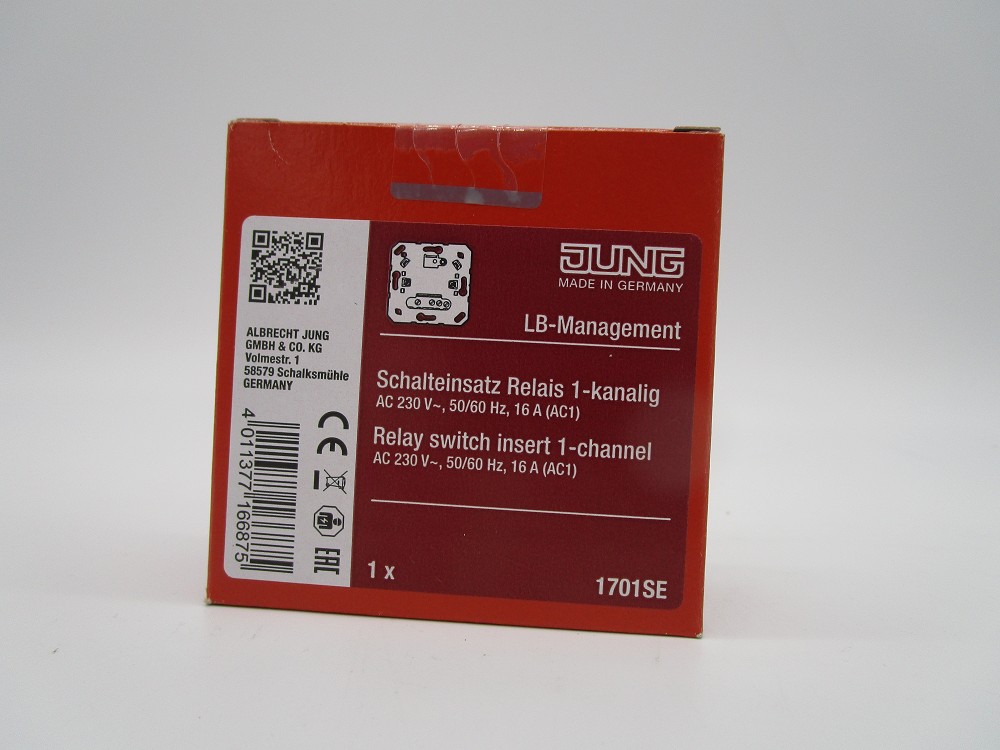 JUNG
MADE IN GERMANY
LB-Management
Schalteinsatz Relais 1-kanalig
AC 230 V~, 50/60 Hz, 16 A (AC1)
Relay switch insert 1-channel
AC 230 V~, 50/60 Hz, 16 A (AC1)
1 x
1701SE
ALBRECHT JUNG
GMBH & CO. KG
Volmestr. 1
58579 Schalksmühle
GERMANY
4 011377 166875
CE
EAC